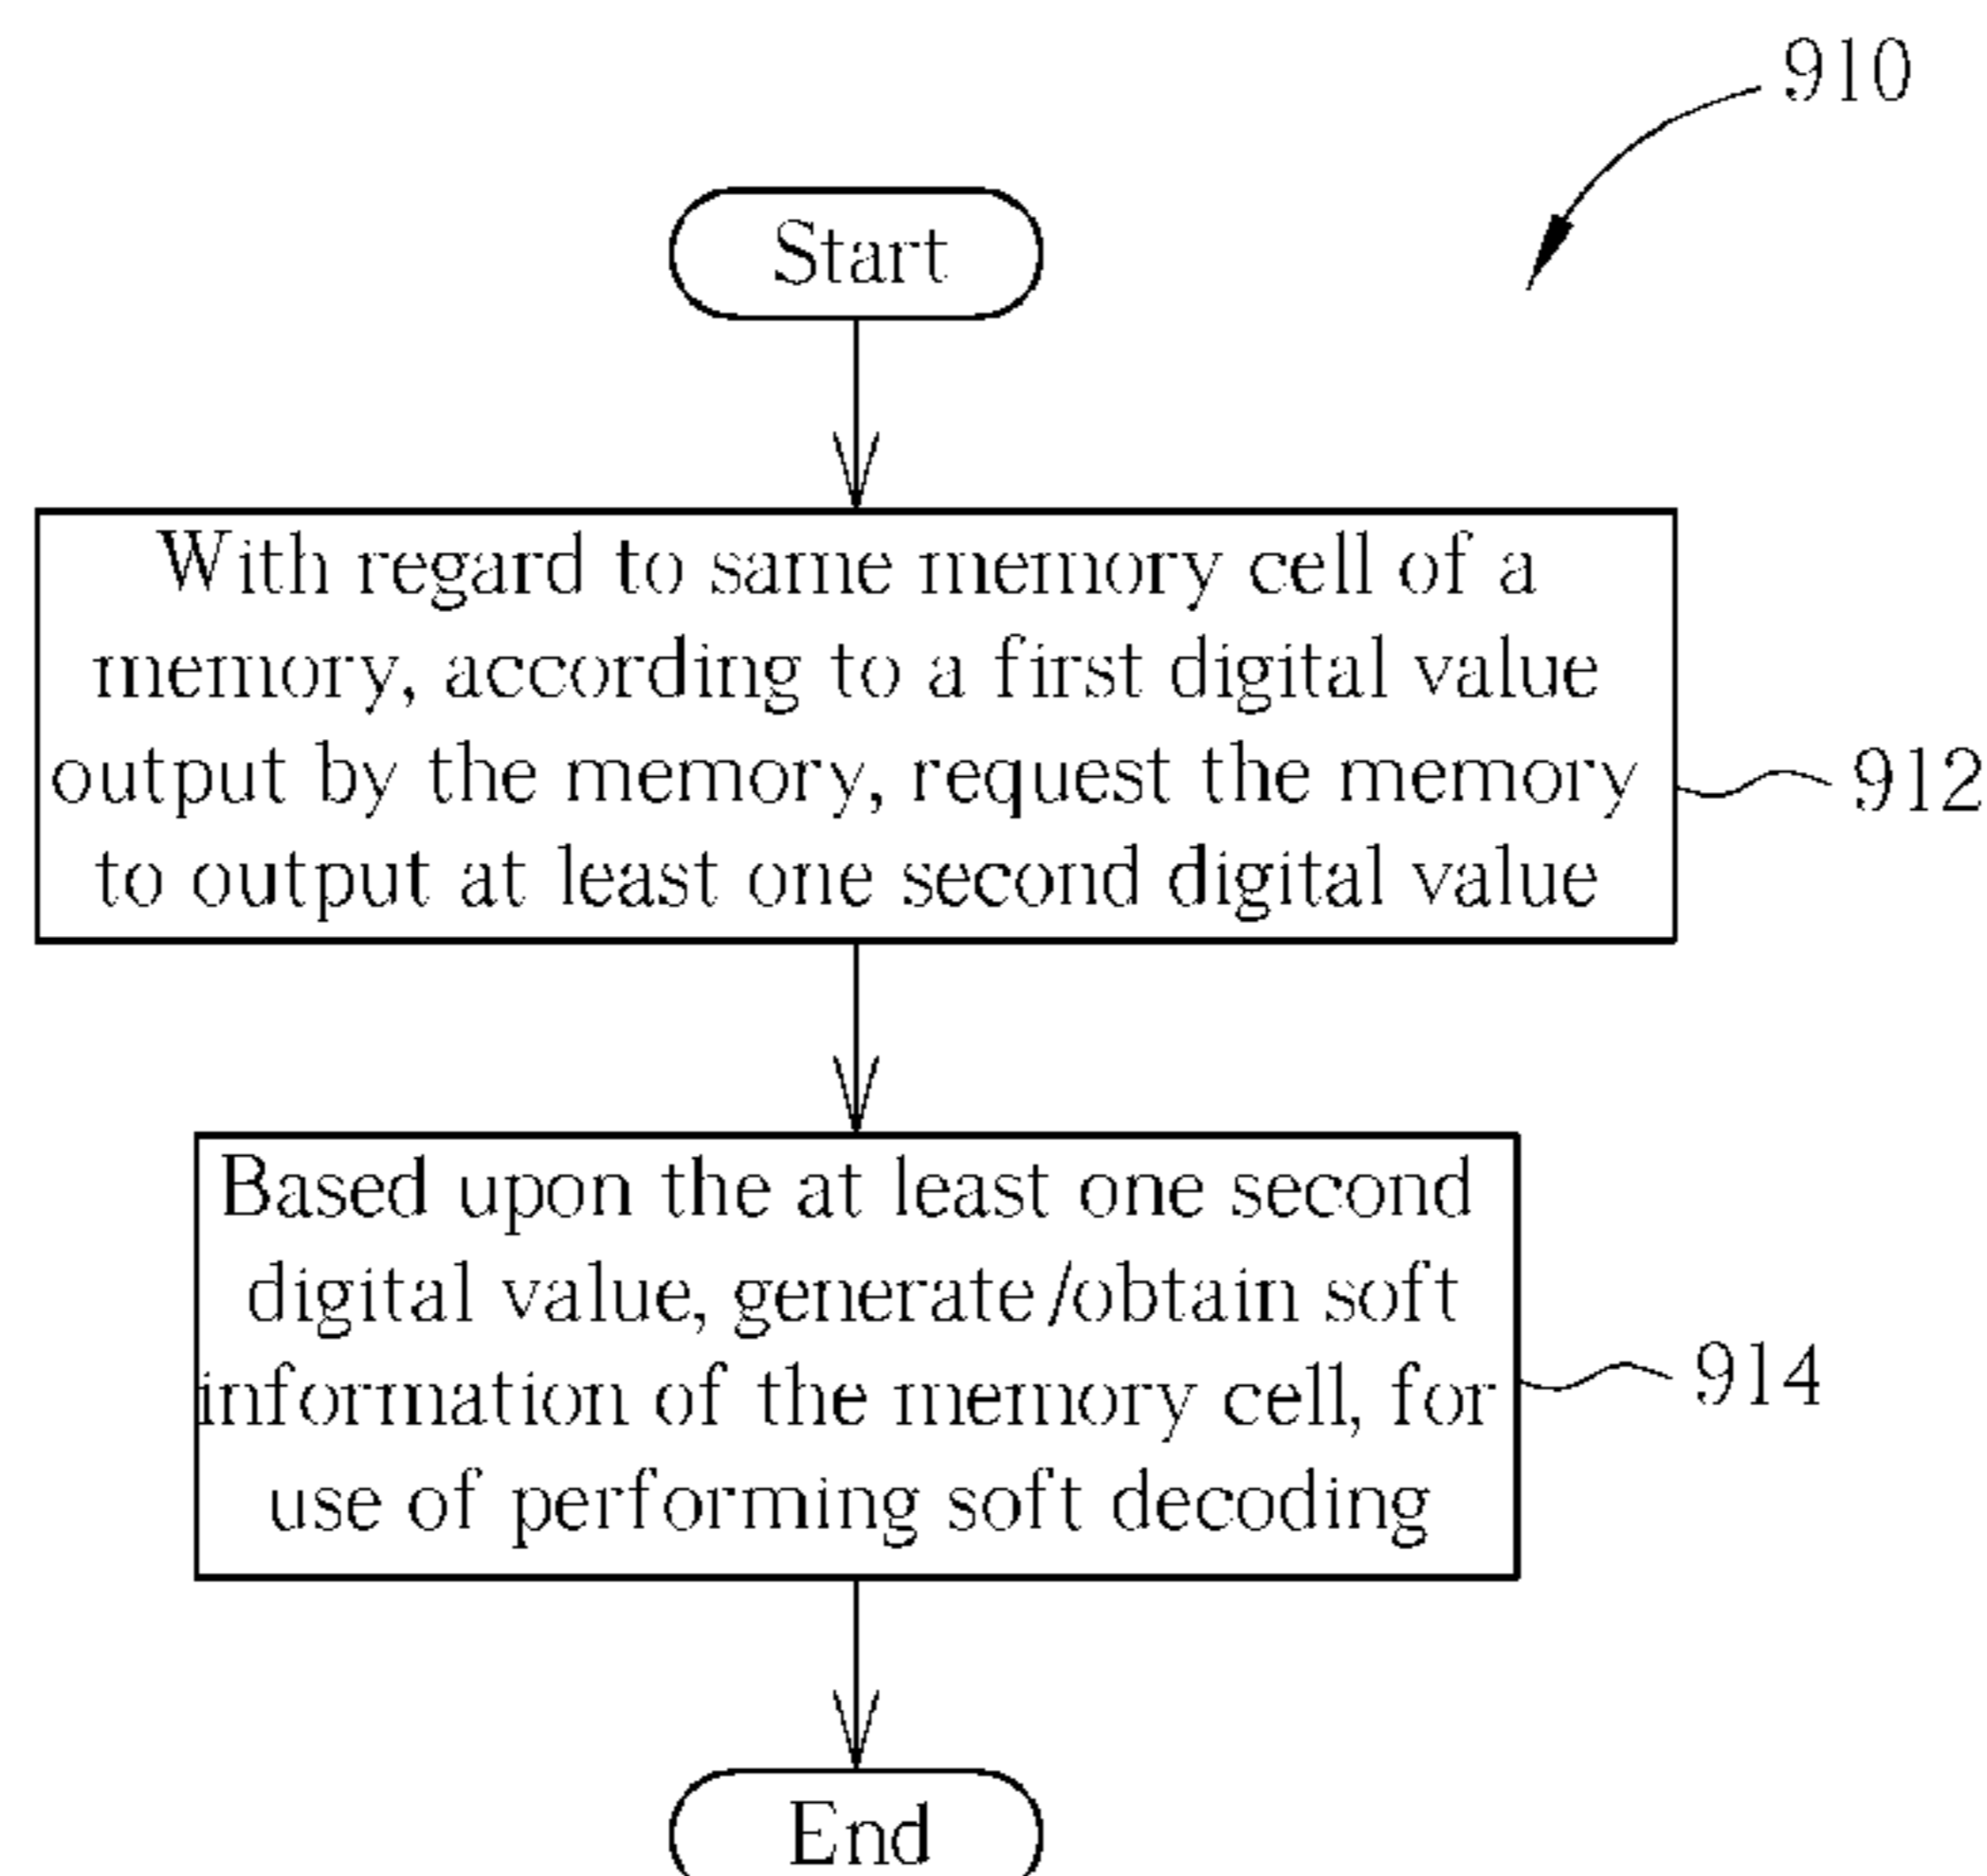 910
Start
With regard to same memory cell of a
memory, according to a first digital value
output by the memory, request the memory
to output at least one second digital value
912
Based upon the at least one second
digital value, generate/obtain soft
information of the memory cell, for
use of performing soft decoding
914
End